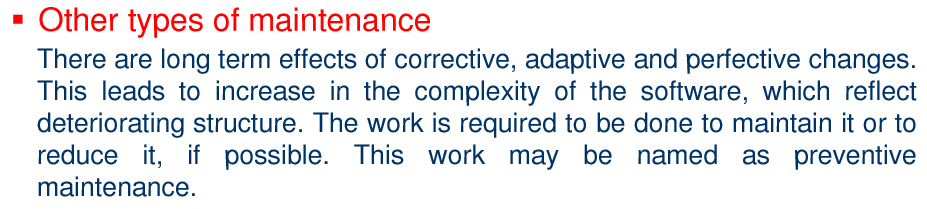 ▪ Other types of maintenance
There are long term effects of corrective, adaptive and perfective changes.
This leads to increase in the complexity of the software, which reflect
deteriorating structure. The work is required to be done to maintain it or to
reduce it, if possible. This work may be named as preventive
maintenance.